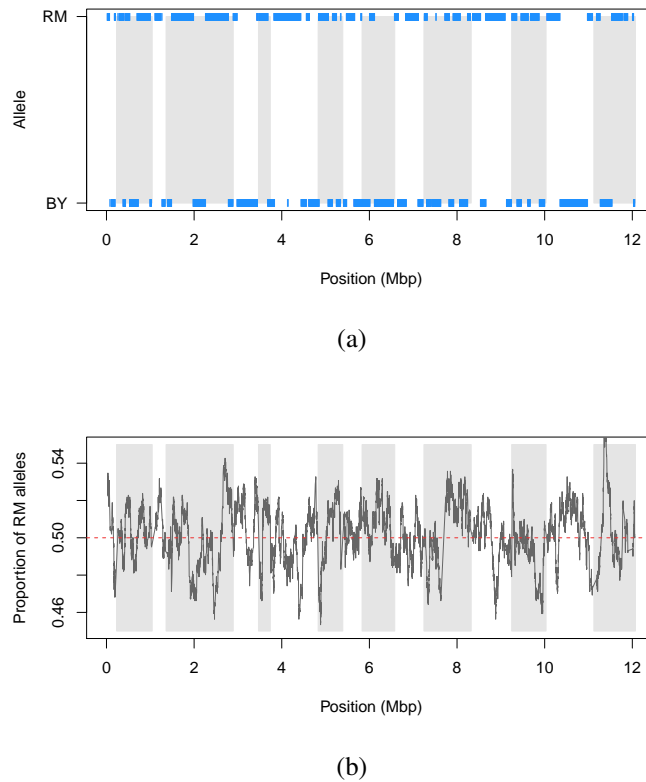 RM
Allele
BY
0 2 4 6 8 10 12
Position (Mbp)
(a)
Proportion of RM alleles
0.54
0.50
0.46
0 2 4 6 8 10 12
Position (Mbp)
(b)